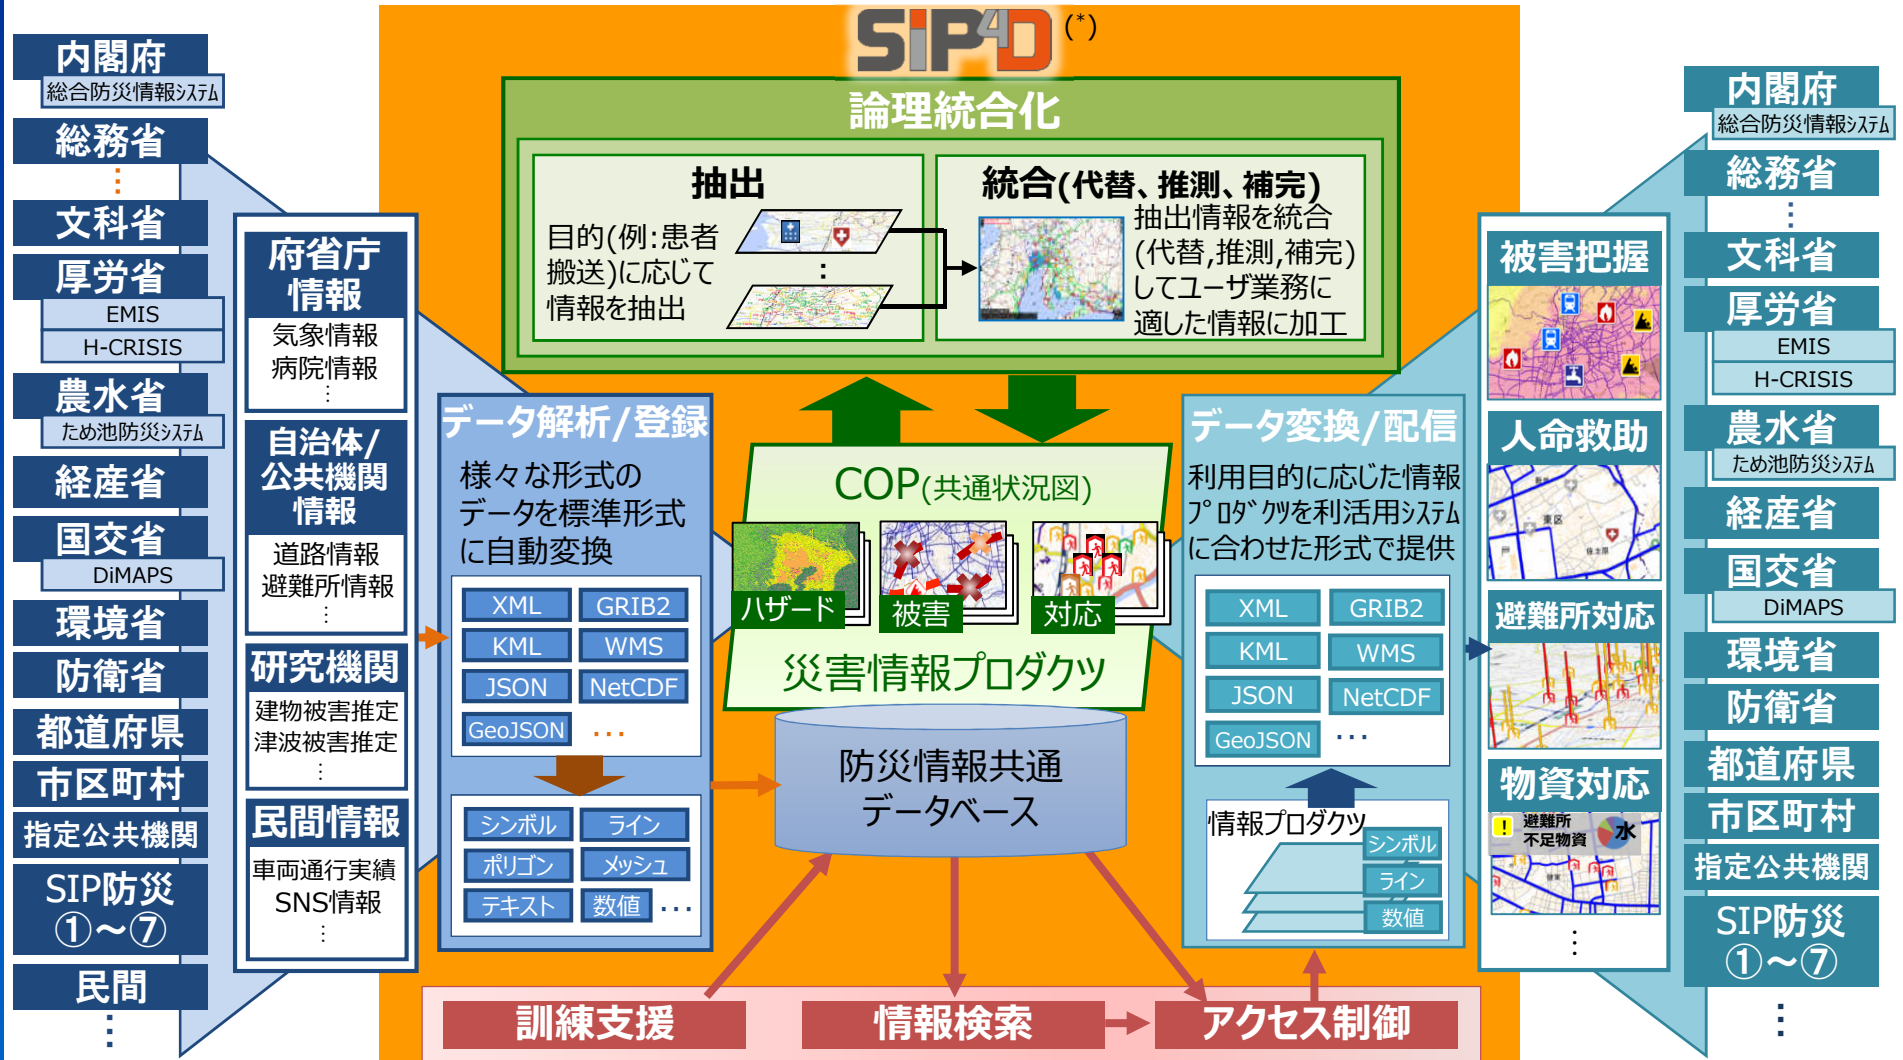 SIP4D (*)
内閣府
総合防災情報ｼｽﾃﾑ
総務省
⋮
文科省
厚労省
EMIS
H-CRISIS
農水省
ため池防災ｼｽﾃﾑ
経産省
国交省
DiMAPS
環境省
防衛省
都道府県
市区町村
指定公共機関
SIP防災
①～⑦
民間
⋮
府省庁
情報
気象情報
病院情報
⋮
自治体/
公共機関
情報
道路情報
避難所情報
⋮
研究機関
建物被害推定
津波被害推定
⋮
民間情報
車両通行実績
SNS情報
⋮
データ解析/登録
様々な形式の
データを標準形式
に自動変換
XML GRIB2
KML WMS
JSON NetCDF
GeoJSON …
シンボル ライン
ポリゴン メッシュ
テキスト 数値 …
論理統合化
抽出
目的(例:患者
搬送)に応じて
情報を抽出
⋮
統合(代替、推測、補完)
抽出情報を統合
(代替,推測,補完)
してユーザ業務に
適した情報に加工
COP(共通状況図)
ハザード 被害 対応
災害情報プロダクツ
防災情報共通
データベース
訓練支援
情報検索
アクセス制御
データ変換/配信
利用目的に応じた情報
ﾌﾟﾛﾀﾞｸﾂを利活用ｼｽﾃﾑ
に合わせた形式で提供
XML GRIB2
KML WMS
JSON NetCDF
GeoJSON …
情報プロダクツ
シンボル
ライン
数値
被害把握
人命救助
東区
避難所対応
物資対応
! 避難所
不足物資
水
⋮
内閣府
総合防災情報ｼｽﾃﾑ
総務省
⋮
文科省
厚労省
EMIS
H-CRISIS
農水省
ため池防災ｼｽﾃﾑ
経産省
国交省
DiMAPS
環境省
防衛省
都道府県
市区町村
指定公共機関
SIP防災
①～⑦
⋮